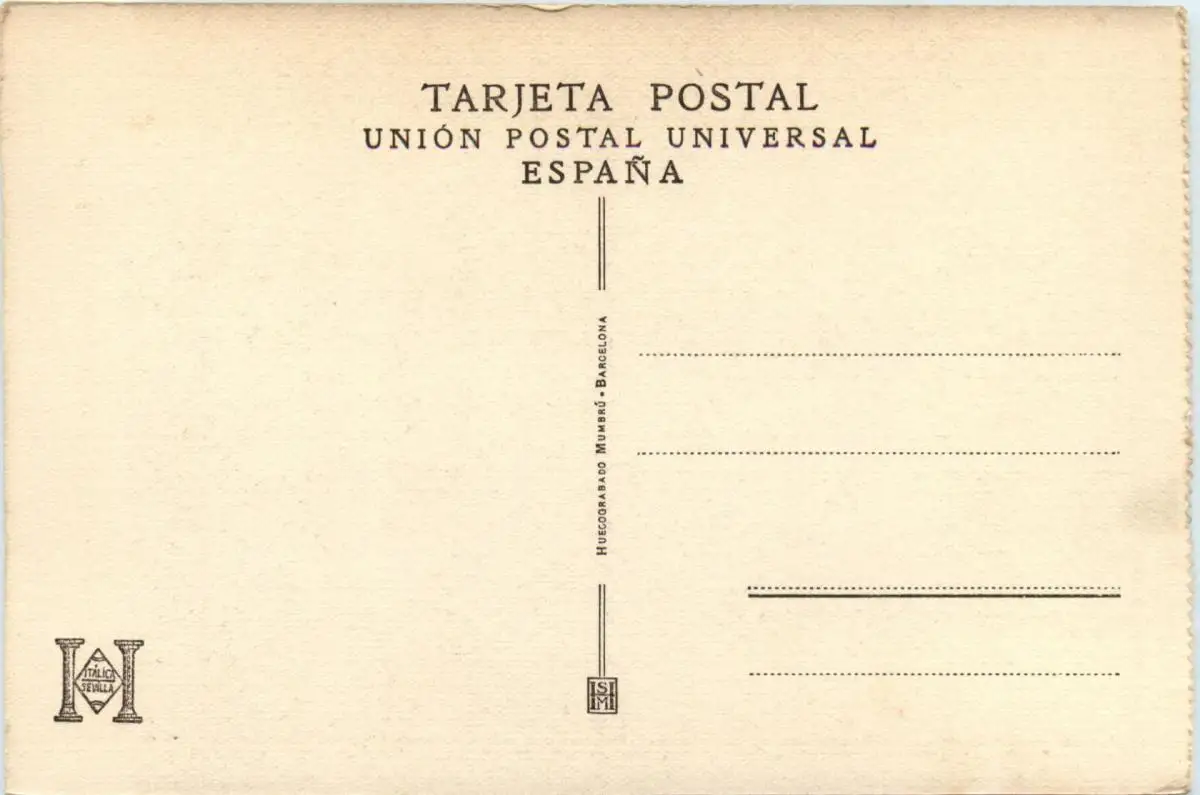 TARJETA POSTAL
UNIÓN POSTAL UNIVERSAL
ESPAÑA
HUECOGRABADO MUMBRÚ • BARCELONA
ITÁLICA
SEVILLA